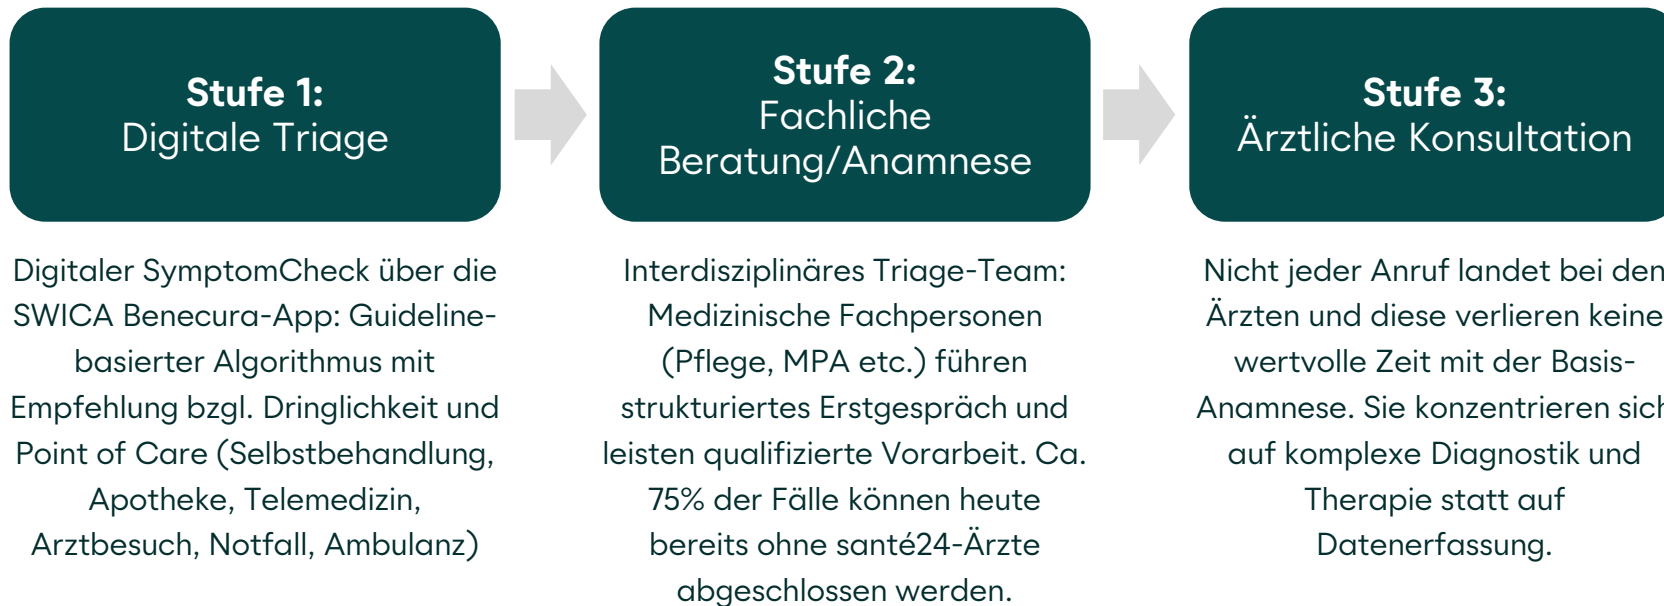 Stufe 1:
Digitale Triage
Stufe 2:
Fachliche
Beratung/Anamnese
Stufe 3:
Ärztliche Konsultation
Digitaler SymptomCheck über die
SWICA Benecura-App: Guideline-
basierter Algorithmus mit
Empfehlung bzgl. Dringlichkeit und
Point of Care (Selbstbehandlung,
Apotheke, Telemedizin,
Arztbesuch, Notfall, Ambulanz)
Interdisziplinäres Triage-Team:
Medizinische Fachpersonen
(Pflege, MPA etc.) führen
strukturiertes Erstgespräch und
leisten qualifizierte Vorarbeit. Ca.
75% der Fälle können heute
bereits ohne santé24-Ärzte
abgeschlossen werden.
Nicht jeder Anruf landet bei den
Ärzten und diese verlieren keine
wertvolle Zeit mit der Basis-
Anamnese. Sie konzentrieren sich
auf komplexe Diagnostik und
Therapie statt auf
Datenerfassung.